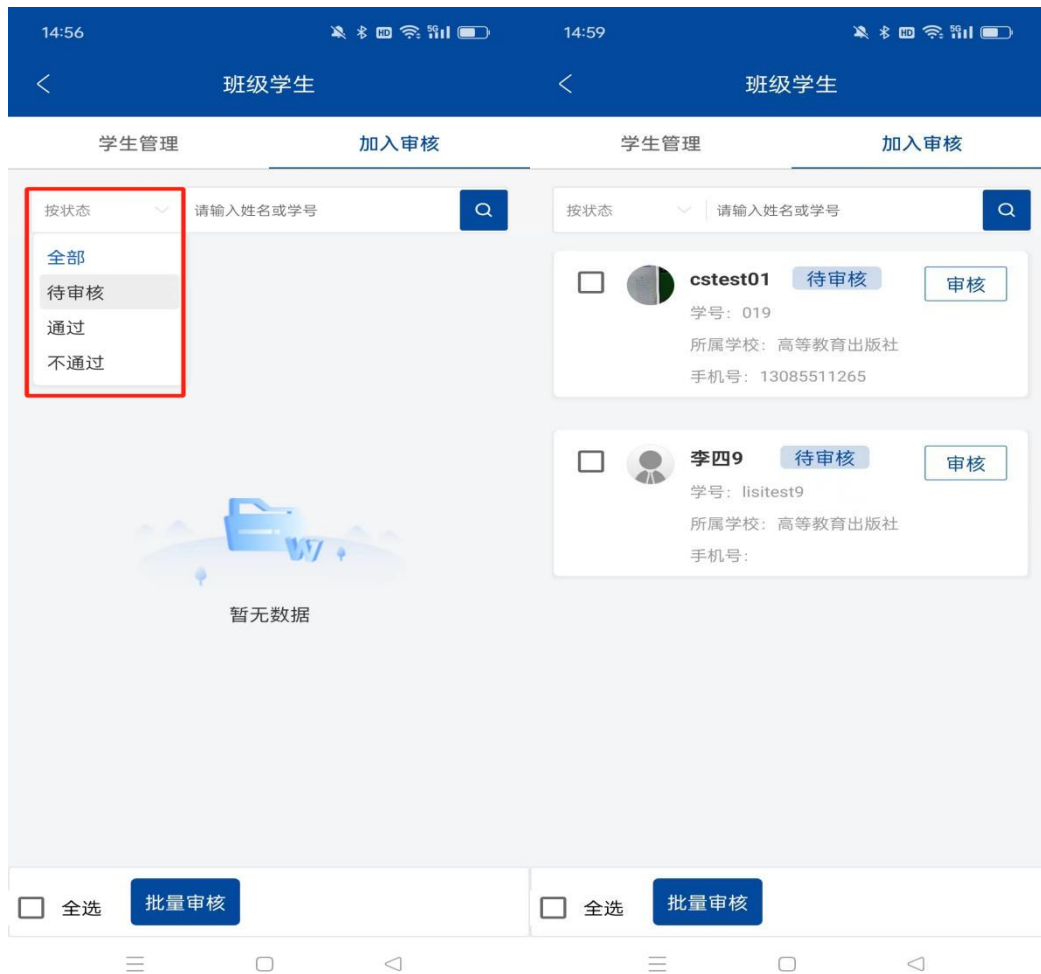 14:56
HD 5G
班级学生
学生管理
加入审核
按状态
请输入姓名或学号
全部
待审核
通过
不通过
W
暂无数据
全选
批量审核
14:59
HD 5G
班级学生
学生管理
加入审核
按状态
请输入姓名或学号
cstest01
待审核
审核
学号：019
所属学校：高等教育出版社
手机号：13085511265
李四9
待审核
审核
学号：lisitest9
所属学校：高等教育出版社
手机号：
全选
批量审核